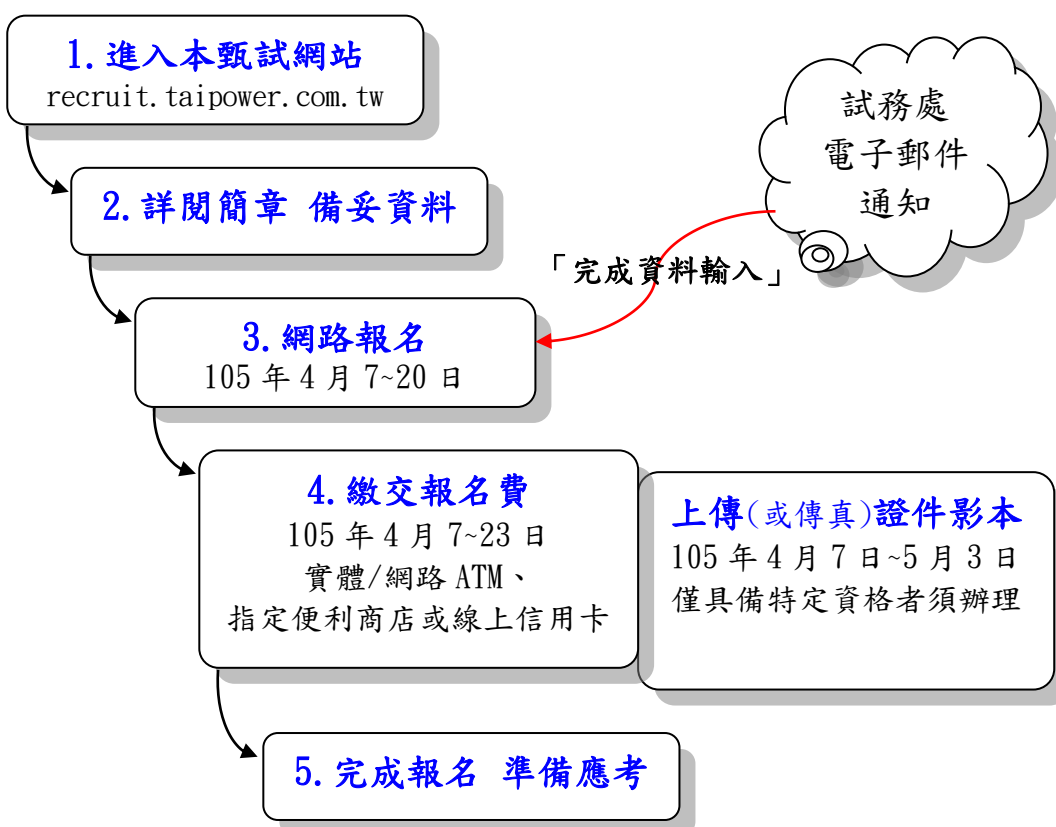 1.進入本甄試網站
recruit.taipower.com.tw
試務處
電子郵件
通知
2.詳閱簡章 備妥資料
「完成資料輸入」
3.網路報名
105 年 4 月 7~20 日
4.繳交報名費
105 年 4 月 7~23 日
實體/網路 ATM、
指定便利商店或線上信用卡
上傳(或傳真)證件影本
105 年 4 月 7 日~5 月 3 日
僅具備特定資格者須辦理
5.完成報名 準備應考